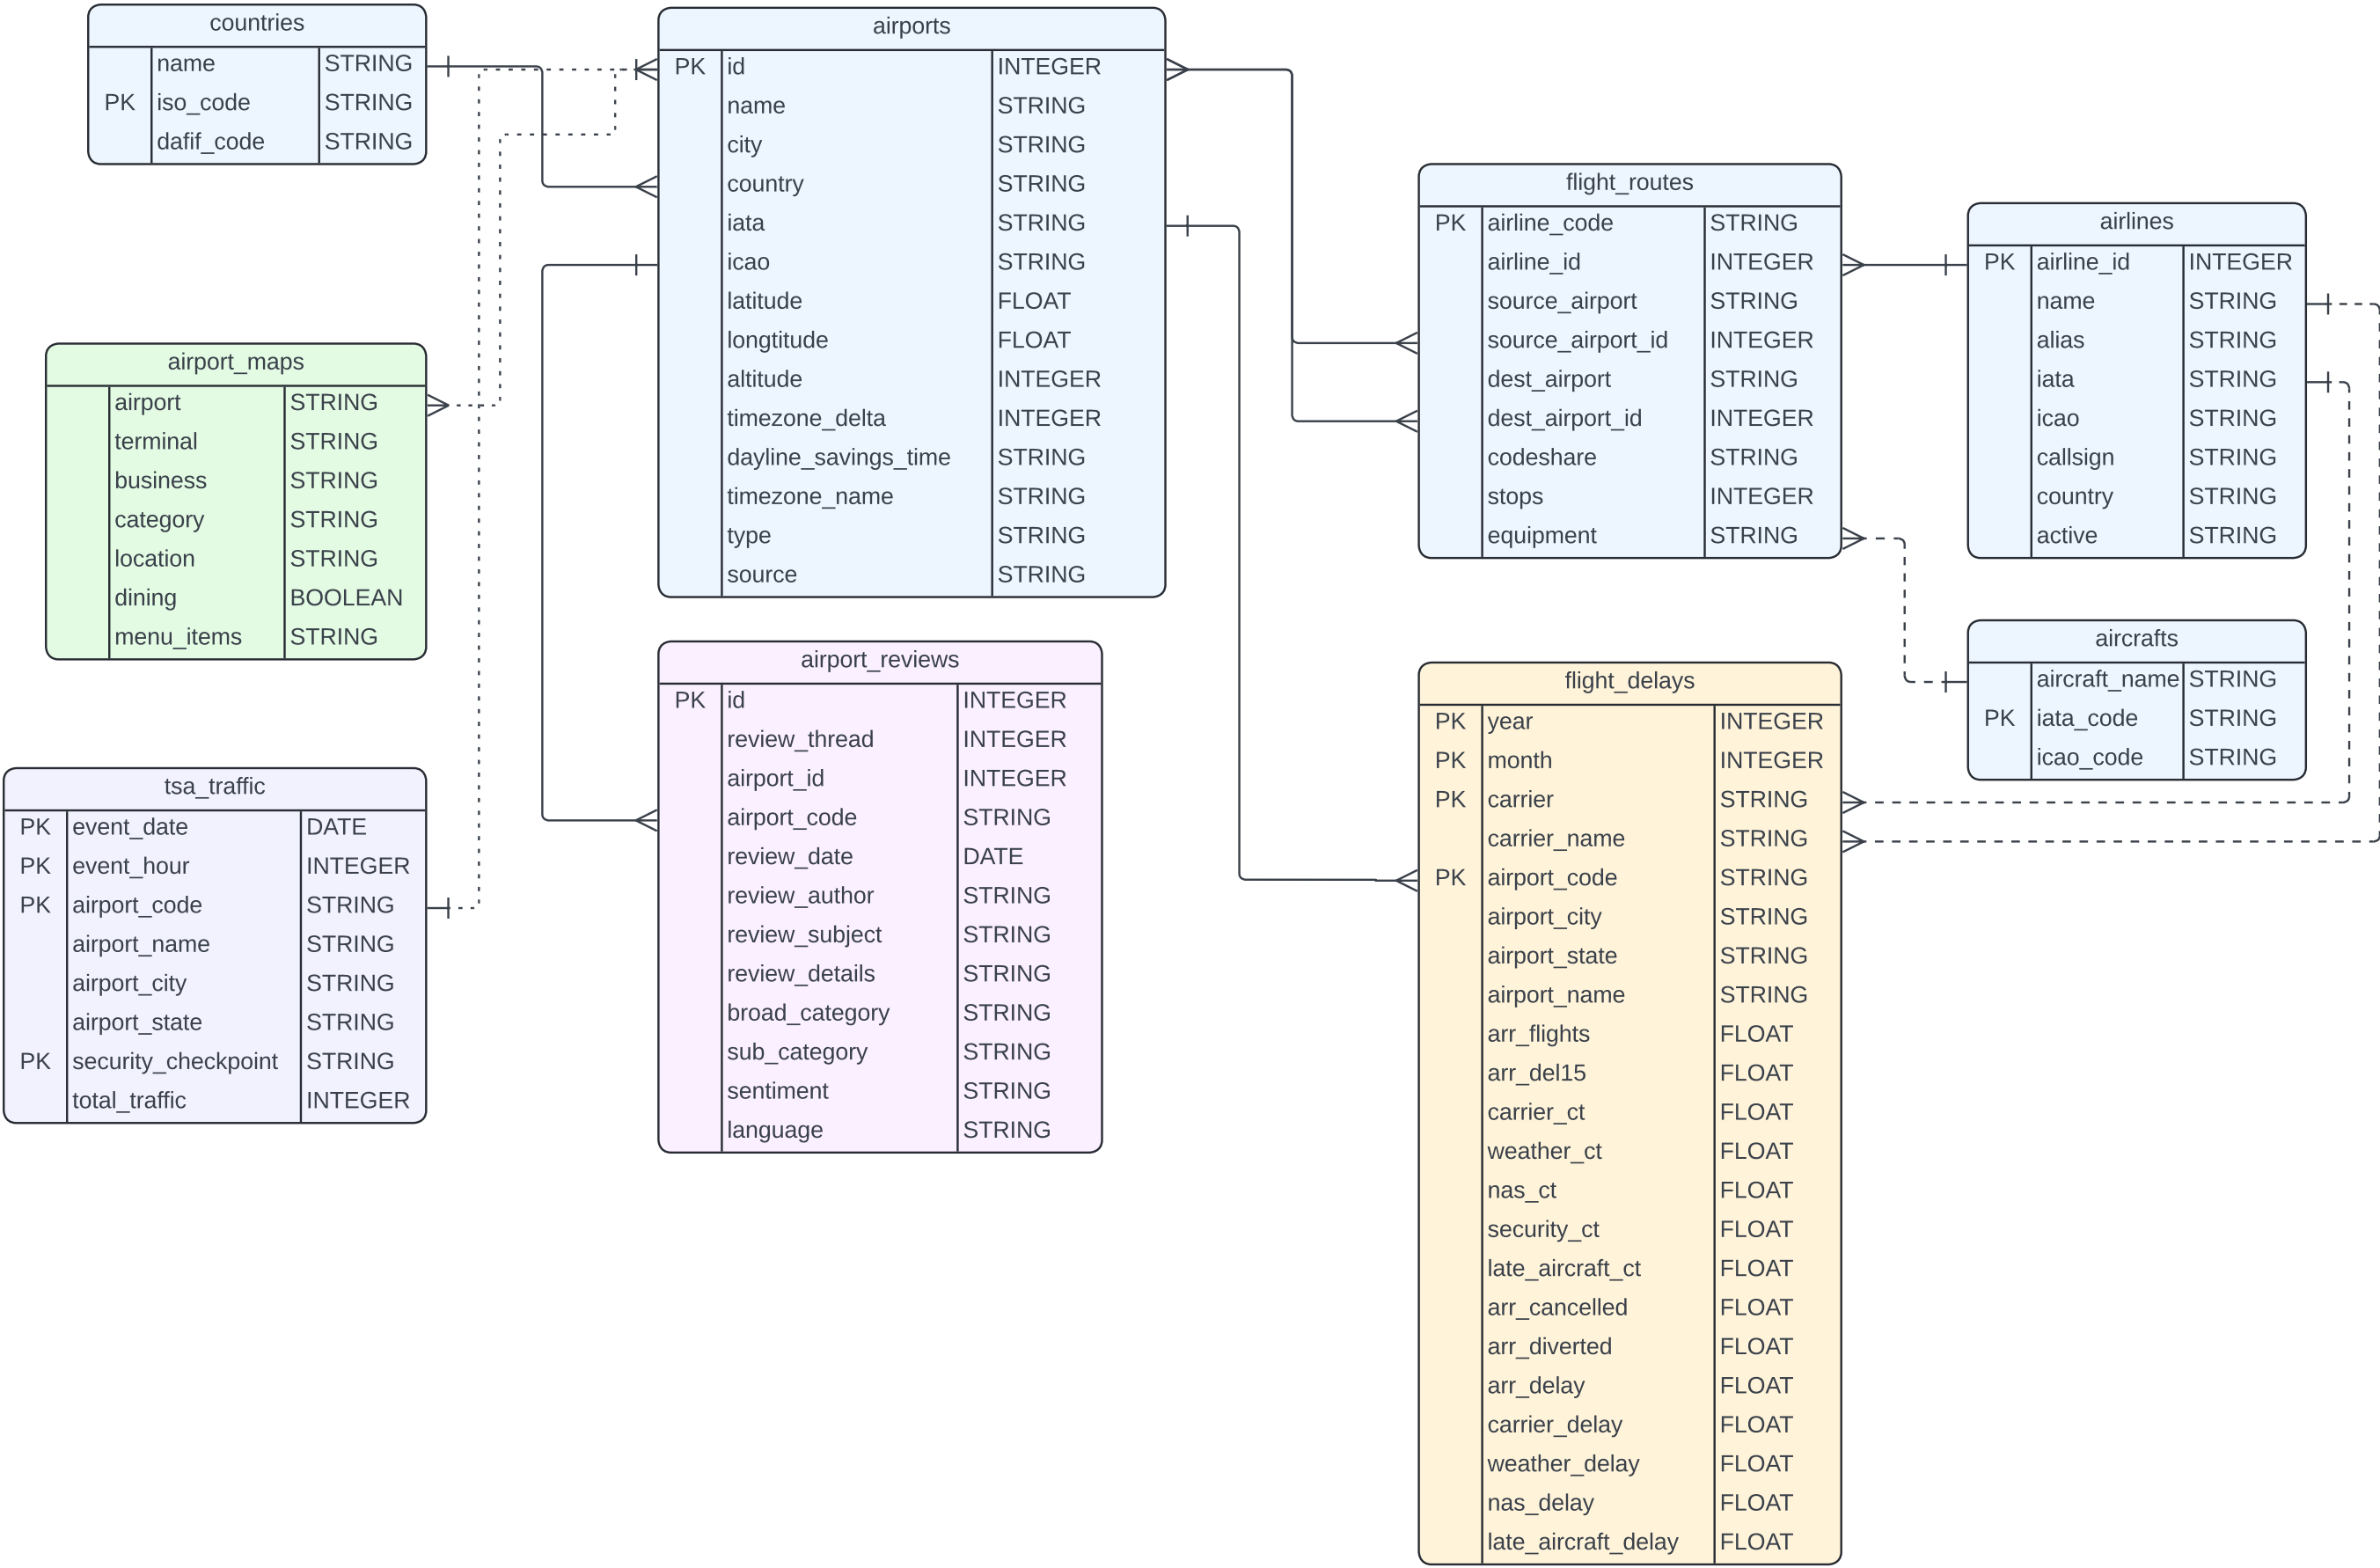 countries
name STRING
PK iso_code STRING
dafif_code STRING
airports
PK id INTEGER
name STRING
city STRING
country STRING
iata STRING
icao STRING
latitude FLOAT
longtitude FLOAT
altitude INTEGER
timezone_delta INTEGER
dayline_savings_time STRING
timezone_name STRING
type STRING
source STRING
flight_routes
PK airline_code STRING
airline_id INTEGER
source_airport STRING
source_airport_id INTEGER
dest_airport STRING
dest_airport_id INTEGER
codeshare STRING
stops INTEGER
equipment STRING
airlines
PK airline_id INTEGER
name STRING
alias STRING
iata STRING
icao STRING
callsign STRING
country STRING
active STRING
airport_maps
airport STRING
terminal STRING
business STRING
category STRING
location STRING
dining BOOLEAN
menu_items STRING
airport_reviews
PK id INTEGER
review_thread INTEGER
airport_id INTEGER
airport_code STRING
review_date DATE
review_author STRING
review_subject STRING
review_details STRING
broad_category STRING
sub_category STRING
sentiment STRING
language STRING
flight_delays
PK year INTEGER
PK month INTEGER
PK carrier STRING
carrier_name STRING
PK airport_code STRING
airport_city STRING
airport_state STRING
airport_name STRING
arr_flights FLOAT
arr_del15 FLOAT
carrier_ct FLOAT
weather_ct FLOAT
nas_ct FLOAT
security_ct FLOAT
late_aircraft_ct FLOAT
arr_cancelled FLOAT
arr_diverted FLOAT
arr_delay FLOAT
carrier_delay FLOAT
weather_delay FLOAT
nas_delay FLOAT
late_aircraft_delay FLOAT
aircrafts
aircraft_name STRING
PK iata_code STRING
icao_code STRING
tsa_traffic
PK event_date DATE
PK event_hour INTEGER
PK airport_code STRING
airport_name STRING
airport_city STRING
airport_state STRING
PK security_checkpoint STRING
total_traffic INTEGER